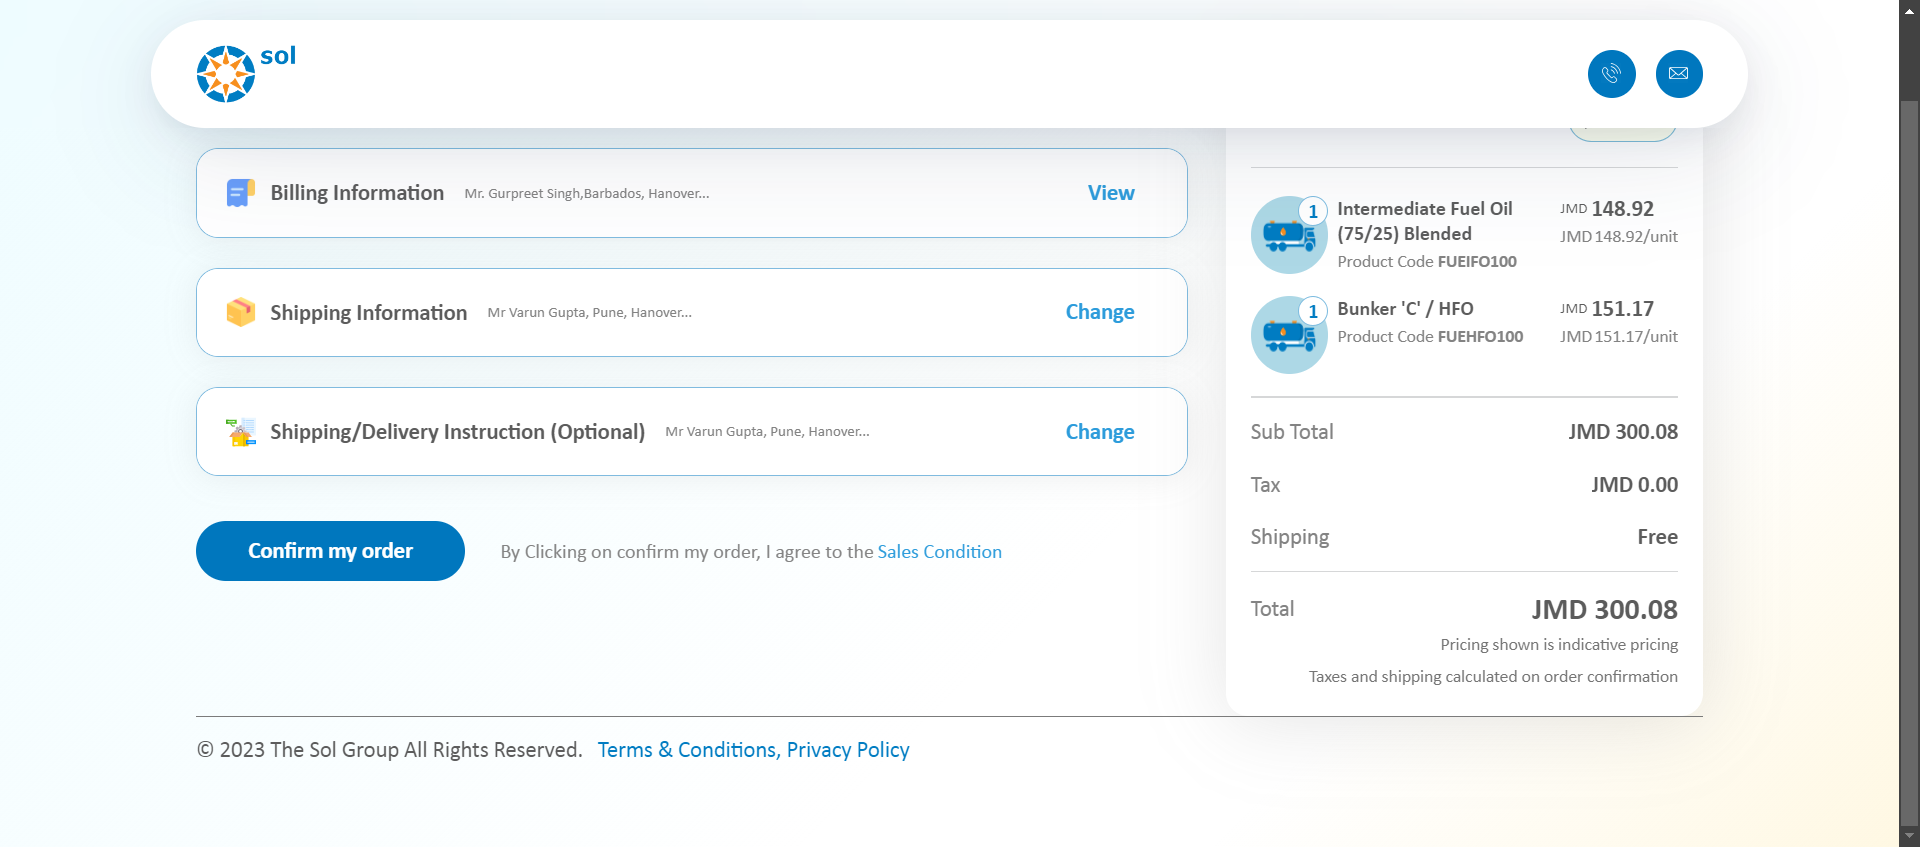 sol
Billing Information Mr. Gurpreet Singh,Barbados, Hanover... View
Shipping Information Mr Varun Gupta, Pune, Hanover... Change
Shipping/Delivery Instruction (Optional) Mr Varun Gupta, Pune, Hanover... Change
Confirm my order By Clicking on confirm my order, I agree to the Sales Condition
1 Intermediate Fuel Oil JMD 148.92
(75/25) Blended JMD 148.92/unit
Product Code FUEIFO100
1 Bunker 'C' / HFO JMD 151.17
Product Code FUEHFO100 JMD 151.17/unit
Sub Total JMD 300.08
Tax JMD 0.00
Shipping Free
Total JMD 300.08
Pricing shown is indicative pricing
Taxes and shipping calculated on order confirmation
© 2023 The Sol Group All Rights Reserved. Terms & Conditions, Privacy Policy